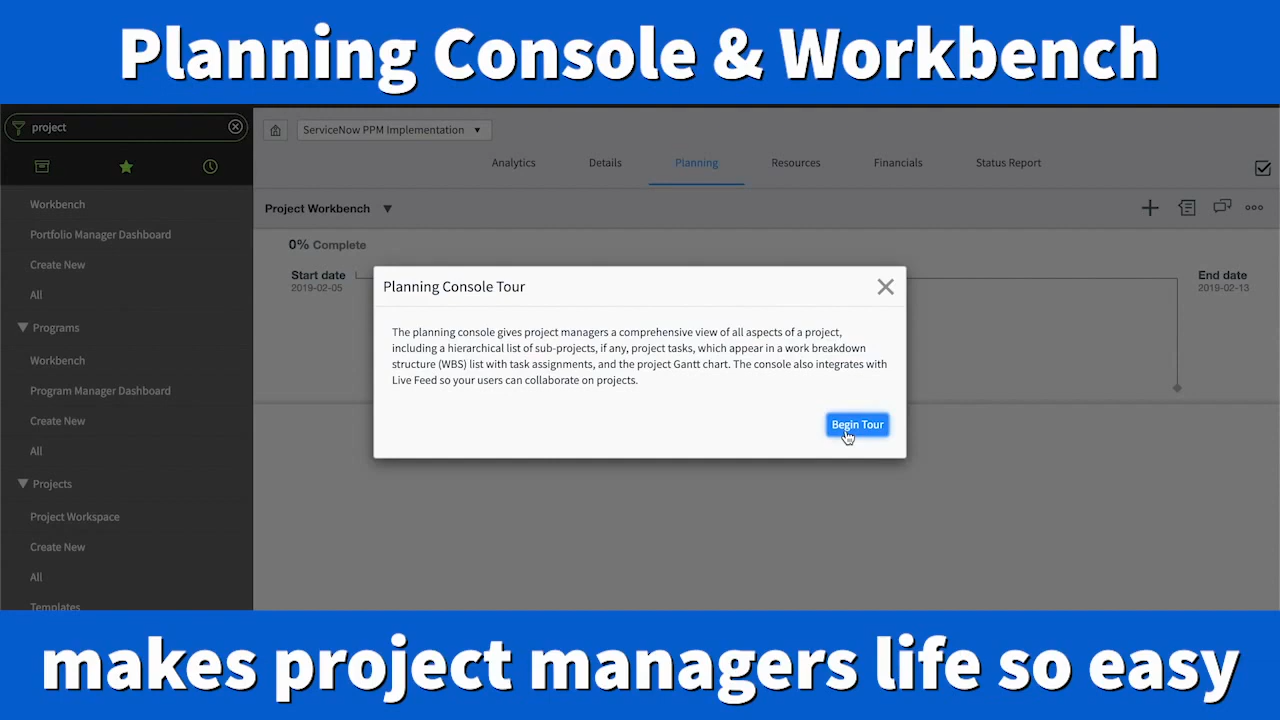 Planning Console & Workbench
project
ServiceNow PPM Implementation ▼
Analytics
Details
Planning
Resources
Financials
Status Report
Workbench
Portfolio Manager Dashboard
Create New
All
Programs
Workbench
Program Manager Dashboard
Create New
All
Projects
Project Workspace
Create New
All
Templates
Project Workbench ▼
0% Complete
Start date
2019-02-05
End date
2019-02-13
Planning Console Tour
The planning console gives project managers a comprehensive view of all aspects of a project,
including a hierarchical list of sub-projects, if any, project tasks, which appear in a work breakdown
structure (WBS) list with task assignments, and the project Gantt chart. The console also integrates with
Live Feed so your users can collaborate on projects.
Begin Tour
makes project managers life so easy